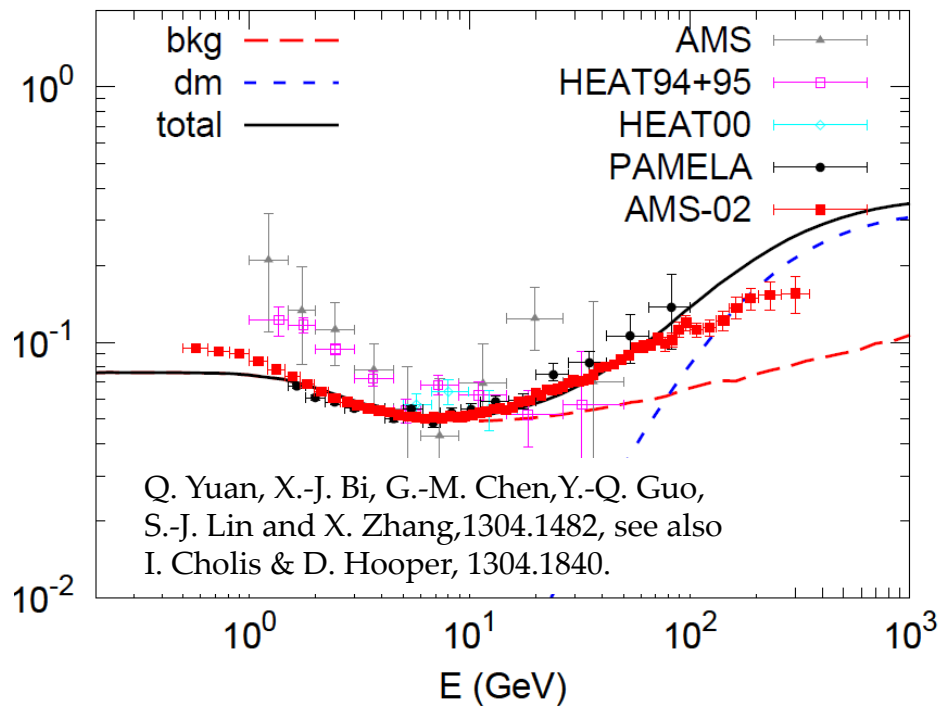 bkg
dm
total
AMS
HEAT94+95
HEAT00
PAMELA
AMS-02
10^0
10^-1
10^-2
Q. Yuan, X.-J. Bi, G.-M. Chen,Y.-Q. Guo,
S.-J. Lin and X. Zhang,1304.1482, see also
I. Cholis & D. Hooper, 1304.1840.
10^0 10^1 10^2 10^3
E (GeV)